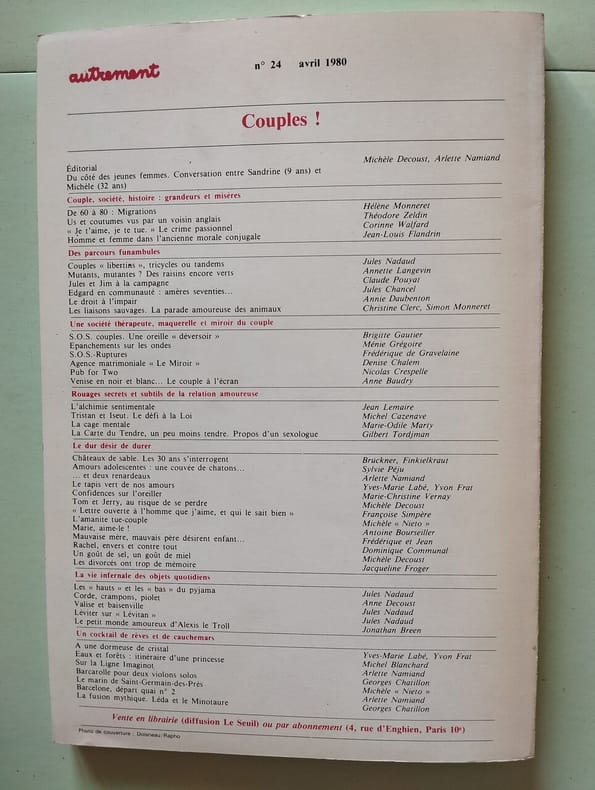 autrement
n° 24 avril 1980
Couples !
Éditorial Michèle Decoust, Arlette Namiand
Du côté des jeunes femmes. Conversation entre Sandrine (9 ans) et
Michèle (32 ans)
Couple, société, histoire : grandeurs et misères
De 60 à 80 : Migrations Hélène Monneret
Us et coutumes vus par un voisin anglais Théodore Zeldin
« Je t'aime, je te tue. » Le crime passionnel Corinne Walfard
Homme et femme dans l'ancienne morale conjugale Jean-Louis Flandrin
Des parcours funambules
Couples « libertins », tricycles ou tandems Jules Nadaud
Mutants, mutantes ? Des raisins encore verts Annette Langevin
Jules et Jim à la campagne Claude Pouyat
Edgard en communauté : amères seventies... Jules Chancel
Le droit à l'impair Annie Daubenton
Les liaisons sauvages. La parade amoureuse des animaux Christine Clerc, Simon Monneret
Une société thérapeute, maquerelle et miroir du couple
S.O.S. couples. Une oreille « déversoir » Brigitte Gautier
Epanchements sur les ondes Ménie Grégoire
S.O.S.-Ruptures Frédérique de Gravelaine
Agence matrimoniale « Le Miroir » Denise Chalem
Pub for Two Nicolas Crespelle
Venise en noir et blanc... Le couple à l'écran Anne Baudry
Rouages secrets et subtils de la relation amoureuse
L'alchimie sentimentale Jean Lemaire
Tristan et Iseut. Le défi à la Loi Michel Cazenave
La cage mentale Marie-Odile Marty
La Carte du Tendre, un peu moins tendre. Propos d'un sexologue Gilbert Tordjman
Le dur désir de durer
Châteaux de sable. Les 30 ans s'interrogent Bruckner, Finkielkraut
Amours adolescentes : une couvée de chatons... Sylvie Péju
... et deux renardeaux Arlette Namiand
Le tapis vert de nos amours Yves-Marie Labé, Yvon Frat
Confidences sur l'oreiller Marie-Christine Vernay
Tom et Jerry, au risque de se perdre Michèle Decoust
« Lettre ouverte à l'homme que j'aime, et qui le sait bien » Françoise Simpère
L'amanite tue-couple Michèle « Nieto »
Marie, aime-le ! Antoine Bourseiller
Mauvaise mère, mauvais père désirent enfant... Frédérique et Jean
Rachel, envers et contre tout Dominique Communal
Un goût de sel, un goût de miel Michèle Decoust
Les divorcés ont trop de mémoire Jacqueline Froger
La vie infernale des objets quotidiens
Les « hauts » et les « bas » du pyjama Jules Nadaud
Corde, crampons, piolet Anne Decoust
Valise et baisenville Jules Nadaud
Léviter sur « Lévitan » Jules Nadaud
Le petit monde amoureux d'Alexis le Troll Jonathan Breen
Un cocktail de rêves et de cauchemars
A une dormeuse de cristal Yves-Marie Labé, Yvon Frat
Eaux et forêts : itinéraire d'une princesse Michel Blanchard
Sur la Ligne Imaginot Arlette Namiand
Barcarolle pour deux violons solos Georges Chatillon
Le marin de Saint-Germain-des-Prés Michèle « Nieto »
Barcelone, départ quai n° 2 Arlette Namiand
La fusion mythique. Léda et le Minotaure Georges Chatillon
Vente en librairie (diffusion Le Seuil) ou par abonnement (4, rue d'Enghien, Paris 10e)
Photo de couverture : Doisneau/Rapho